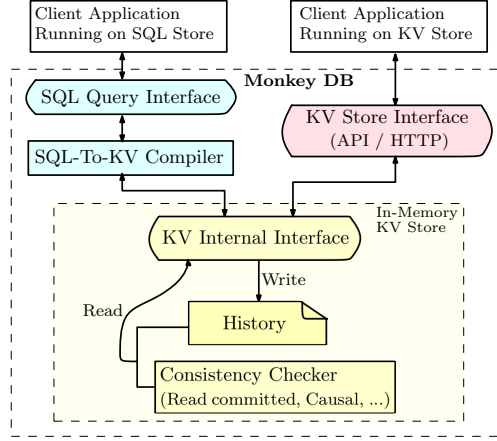 Client Application
Running on SQL Store
Client Application
Running on KV Store
Monkey DB
SQL Query Interface
KV Store Interface
(API / HTTP)
SQL-To-KV Compiler
In-Memory
KV Store
KV Internal Interface
Write
Read
History
Consistency Checker
(Read committed, Causal, ...)